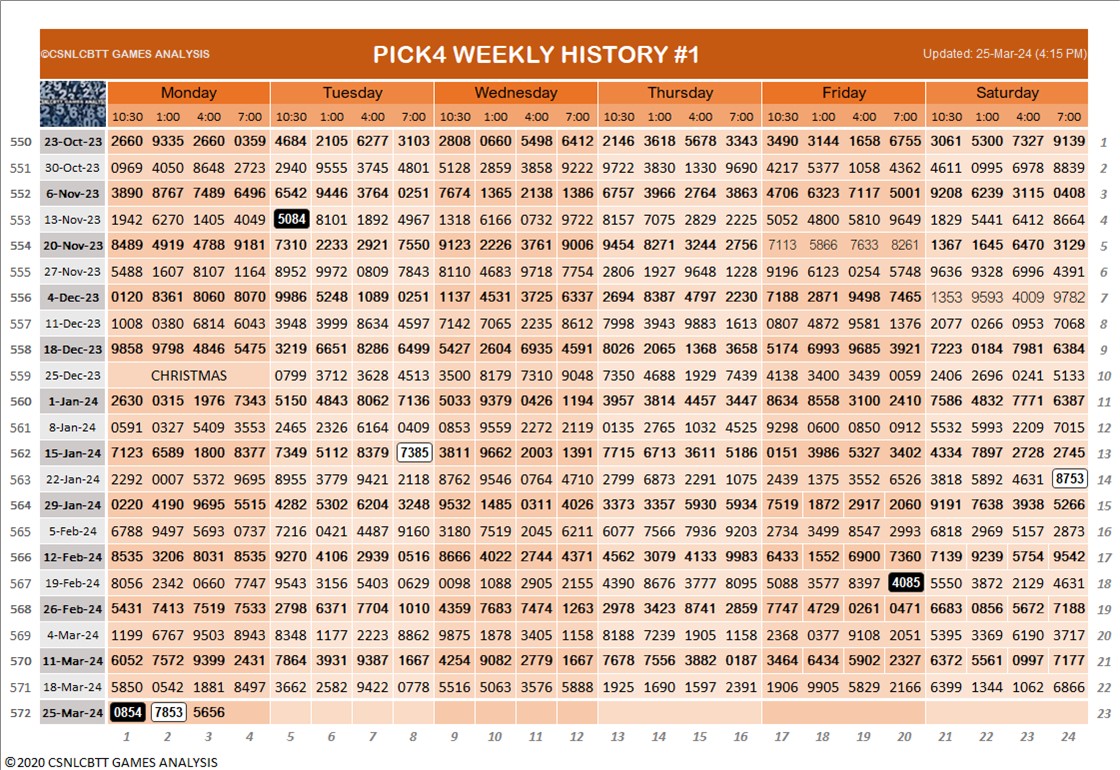 ©CSNLCBTT GAMES ANALYSIS PICK4 WEEKLY HISTORY #1 Updated: 25-Mar-24 (4:15 PM)
Monday Tuesday Wednesday Thursday Friday Saturday
10:30 1:00 4:00 7:00 10:30 1:00 4:00 7:00 10:30 1:00 4:00 7:00 10:30 1:00 4:00 7:00 10:30 1:00 4:00 7:00 10:30 1:00 4:00 7:00
550 23-Oct-23 2660 9335 2660 0359 4684 2105 6277 3103 2808 0660 5498 6412 2146 3618 5678 3343 3490 3144 1658 6755 3061 5300 7327 9139 1
551 30-Oct-23 0969 4050 8648 2723 2940 9555 3745 4801 5128 2859 3858 9222 9722 3830 1330 9690 4217 5377 1058 4362 4611 0995 6978 8839 2
552 6-Nov-23 3890 8767 7489 6496 6542 9446 3764 0251 7674 1365 2138 1386 6757 3966 2764 3863 4706 6323 7117 5001 9208 6239 3115 0408 3
553 13-Nov-23 1942 6270 1405 4049 5084 8101 1892 4967 1318 6166 0732 9722 8157 7075 2829 2225 5052 4800 5810 9649 1829 5441 6412 8664 4
554 20-Nov-23 8489 4919 4788 9181 7310 2233 2921 7550 9123 2226 3761 9006 9454 8271 3244 2756 7113 5866 7633 8261 1367 1645 6470 3129 5
555 27-Nov-23 5488 1607 8107 1164 8952 9972 0809 7843 8110 4683 9718 7754 2806 1927 9648 1228 9196 6123 0254 5748 9636 9328 6996 4391 6
556 4-Dec-23 0120 8361 8060 8070 9986 5248 1089 0251 1137 4531 3725 6337 2694 8387 4797 2230 7188 2871 9498 7465 1353 9593 4009 9782 7
557 11-Dec-23 1008 0380 6814 6043 3948 3999 8634 4597 7142 7065 2235 8612 7998 3943 9883 1613 0807 4872 9581 1376 2077 0266 0953 7068 8
558 18-Dec-23 9858 9798 4846 5475 3219 6651 8286 6499 5427 2604 6935 4591 8026 2065 1368 3658 5174 6993 9685 3921 7223 0184 7981 6384 9
559 25-Dec-23 CHRISTMAS 0799 3712 3628 4513 3500 8179 7310 9048 7350 4688 1929 7439 4138 3400 3439 0059 2406 2696 0241 5133 10
560 1-Jan-24 2630 0315 1976 7343 5150 4843 8062 7136 5033 9379 0426 1194 3957 3814 4457 3447 8634 8558 3100 2410 7586 4832 7771 6387 11
561 8-Jan-24 0591 0327 5409 3553 2465 2326 6164 0409 0853 9559 2272 2119 0135 2765 1032 4525 9298 0600 0850 0912 5532 5993 2209 7015 12
562 15-Jan-24 7123 6589 1800 8377 7349 5112 8379 7385 3811 9662 2003 1391 7715 6713 3611 5186 0151 3986 5327 3402 4334 7897 2728 2745 13
563 22-Jan-24 2292 0007 5372 9695 8955 7779 9421 2118 8762 9546 0764 4710 2799 6873 2291 1075 2439 1375 3552 6526 3818 5892 4631 8753 14
564 29-Jan-24 0220 4190 9695 5515 4282 5302 6204 3248 9532 1485 0311 4026 3373 3357 5930 5934 7519 1872 2917 2060 9191 7638 3938 5266 15
565 5-Feb-24 6788 9497 5693 0737 7216 0421 4487 9160 3180 7519 2045 6211 6077 7566 7936 9203 2734 3499 8547 2993 6818 2969 5157 2873 16
566 12-Feb-24 8535 3206 8031 8535 9270 4106 2939 0516 8666 4022 2744 4371 4562 3079 4133 9983 6433 1552 6900 7360 7139 9239 5754 9542 17
567 19-Feb-24 8056 2342 0660 7747 9543 3156 5403 0629 0098 1088 2905 2155 4390 8676 3777 8095 5088 3577 8397 4085 5550 3872 2129 4631 18
568 26-Feb-24 5431 7413 7519 7533 2798 6371 7704 1010 4359 7683 7474 1263 2978 3423 8741 2859 7747 4729 0261 0471 6683 0856 5672 7188 19
569 4-Mar-24 1199 6767 9503 8943 8348 1177 2223 8862 9875 1878 3405 1158 8188 7239 1905 1158 2368 0377 9108 2051 5395 3369 6190 3717 20
570 11-Mar-24 6052 7572 9399 2431 7864 3931 9387 1667 4254 9082 2779 1667 7678 7556 3882 0187 3464 6434 5902 2327 6372 5561 0997 7177 21
571 18-Mar-24 5850 0542 1881 8497 3662 2582 9422 0778 5516 5063 3576 5888 1925 1690 1597 2391 1906 9905 5829 2166 6399 1344 1062 6866 22
572 25-Mar-24 0854 7853 5656 23
1 2 3 4 5 6 7 8 9 10 11 12 13 14 15 16 17 18 19 20 21 22 23 24
©2020 CSNLCBTT GAMES ANALYSIS